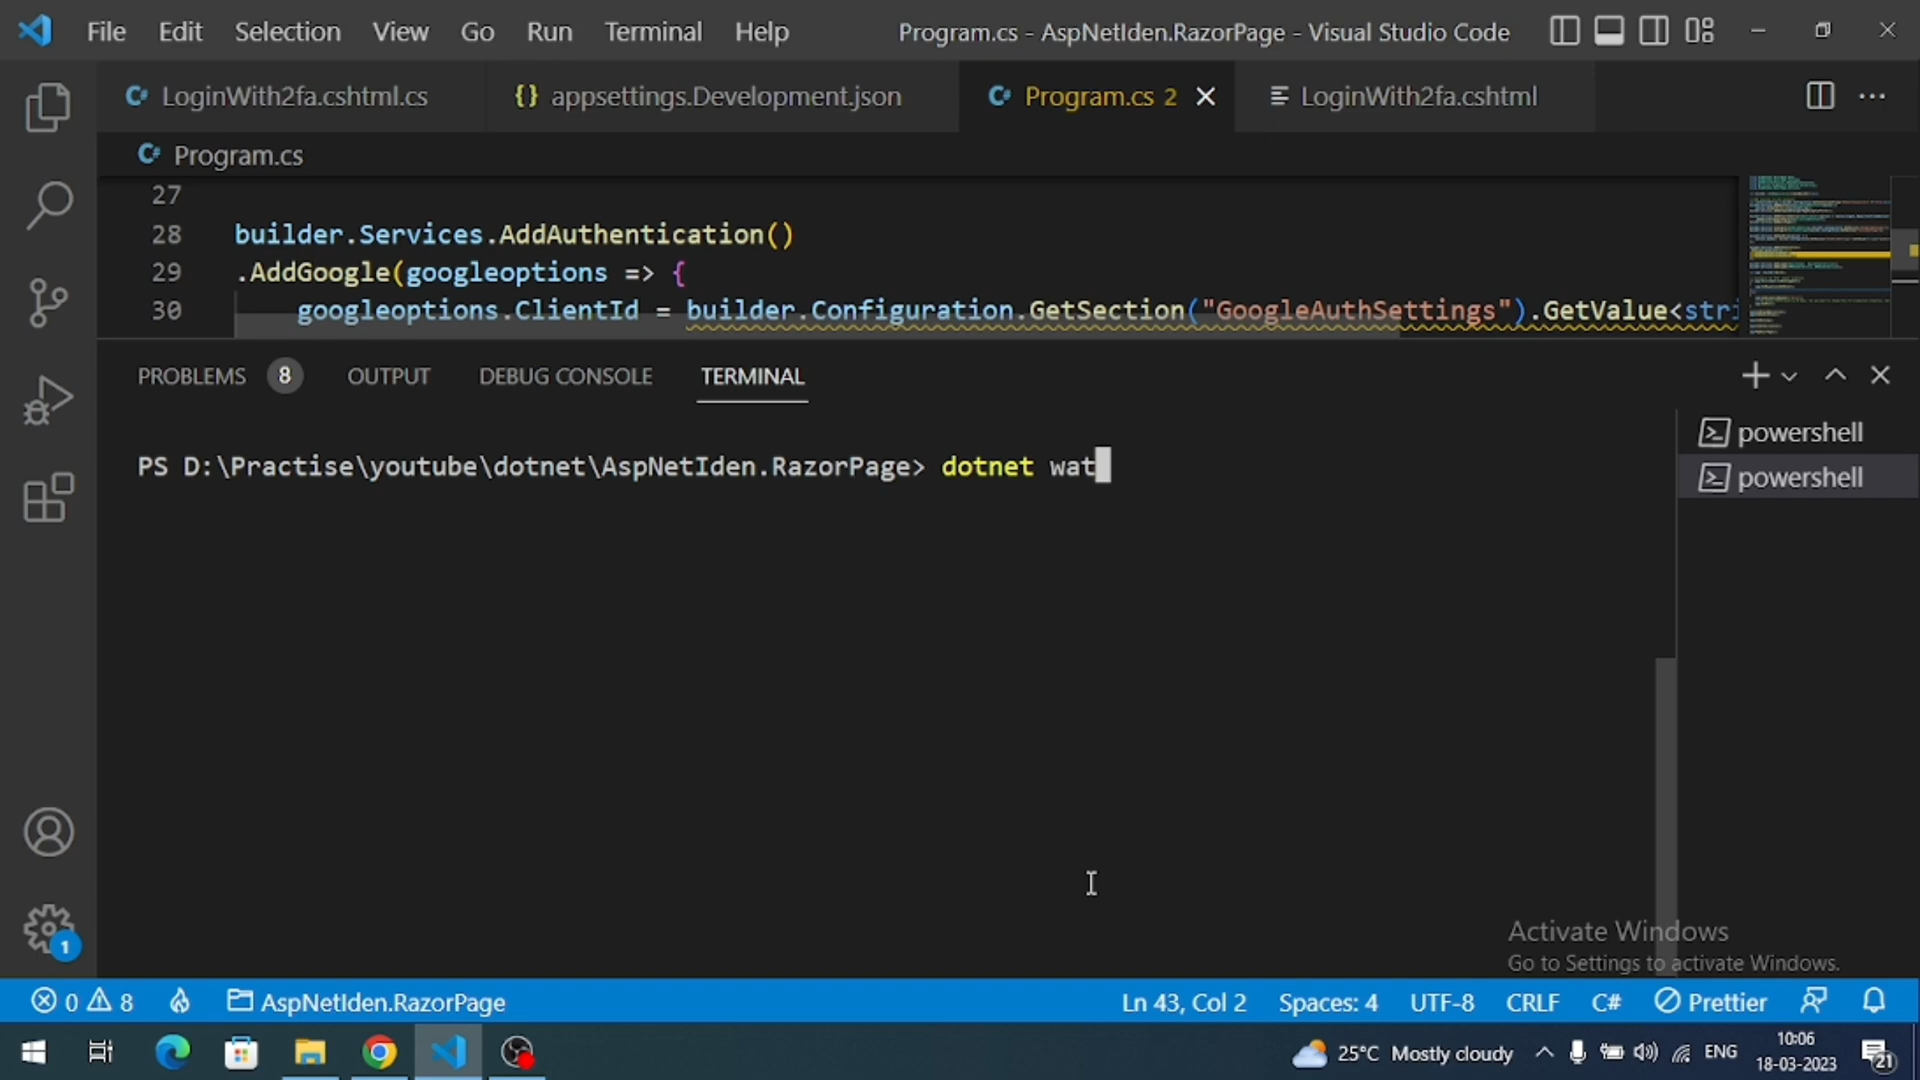 File Edit Selection View Go Run Terminal Help Program.cs - AspNetIden.RazorPage - Visual Studio Code
LoginWith2fa.cshtml.cs {} appsettings.Development.json Program.cs 2 LoginWith2fa.cshtml
Program.cs
27
28 builder.Services.AddAuthentication()
29 .AddGoogle(googleoptions => {
30 googleoptions.ClientId = builder.Configuration.GetSection("GoogleAuthSettings").GetValue<stri
PROBLEMS 8 OUTPUT DEBUG CONSOLE TERMINAL
powershell
PS D:\Practise\youtube\dotnet\AspNetIden.RazorPage> dotnet wat
powershell
Activate Windows
Go to Settings to activate Windows.
1
0 8 AspNetIden.RazorPage Ln 43, Col 2 Spaces: 4 UTF-8 CRLF C# Prettier
25°C Mostly cloudy ENG 10:06
18-03-2023 21